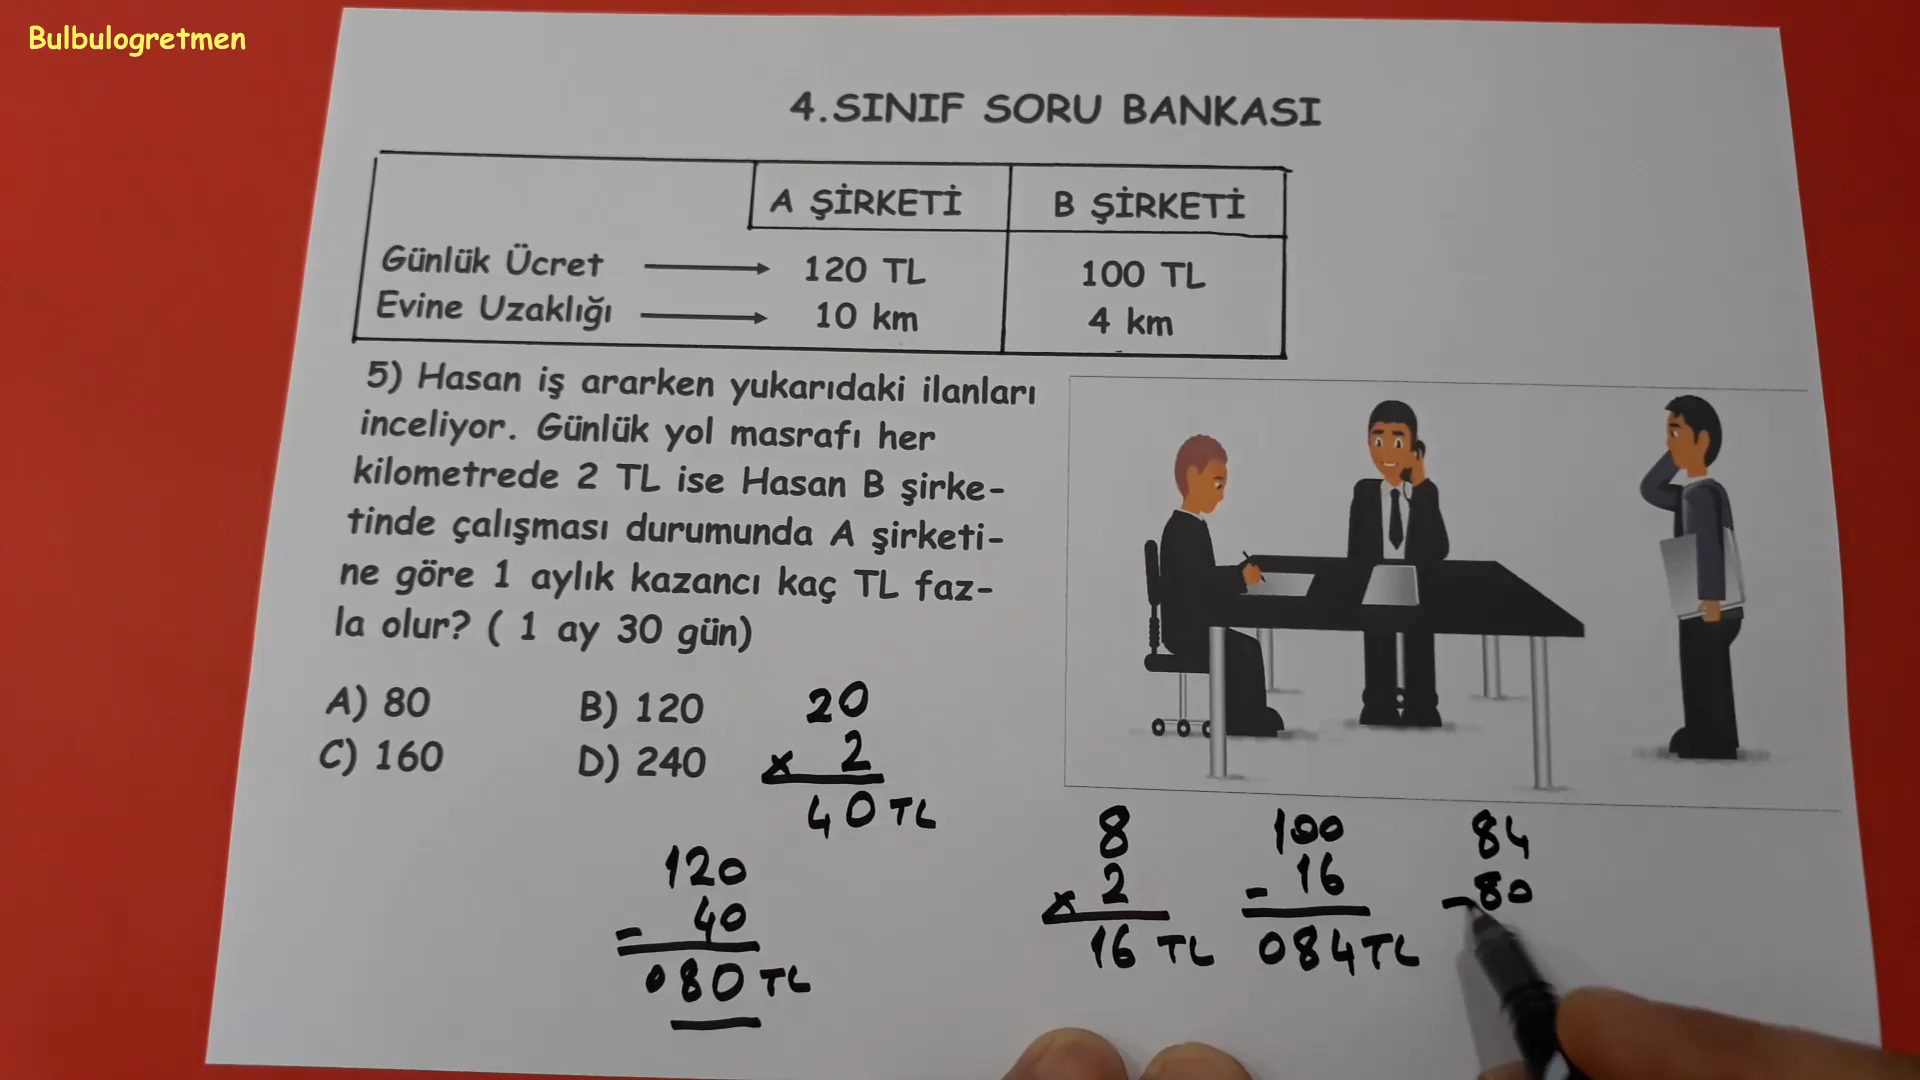 Bulbulogretmen
4.SINIF SORU BANKASI
A ŞİRKETİ B ŞİRKETİ
Günlük Ücret 120 TL 100 TL
Evine Uzaklığı 10 km 4 km
5) Hasan iş ararken yukarıdaki ilanları
inceliyor. Günlük yol masrafı her
kilometrede 2 TL ise Hasan B şirke-
tinde çalışması durumunda A şirketi-
ne göre 1 aylık kazancı kaç TL faz-
la olur? ( 1 ay 30 gün)
A) 80 B) 120
C) 160 D) 240
20
x 2
40 TL
120
- 40
080 TL
8
x 2
16 TL
100
- 16
084 TL
84
- 80